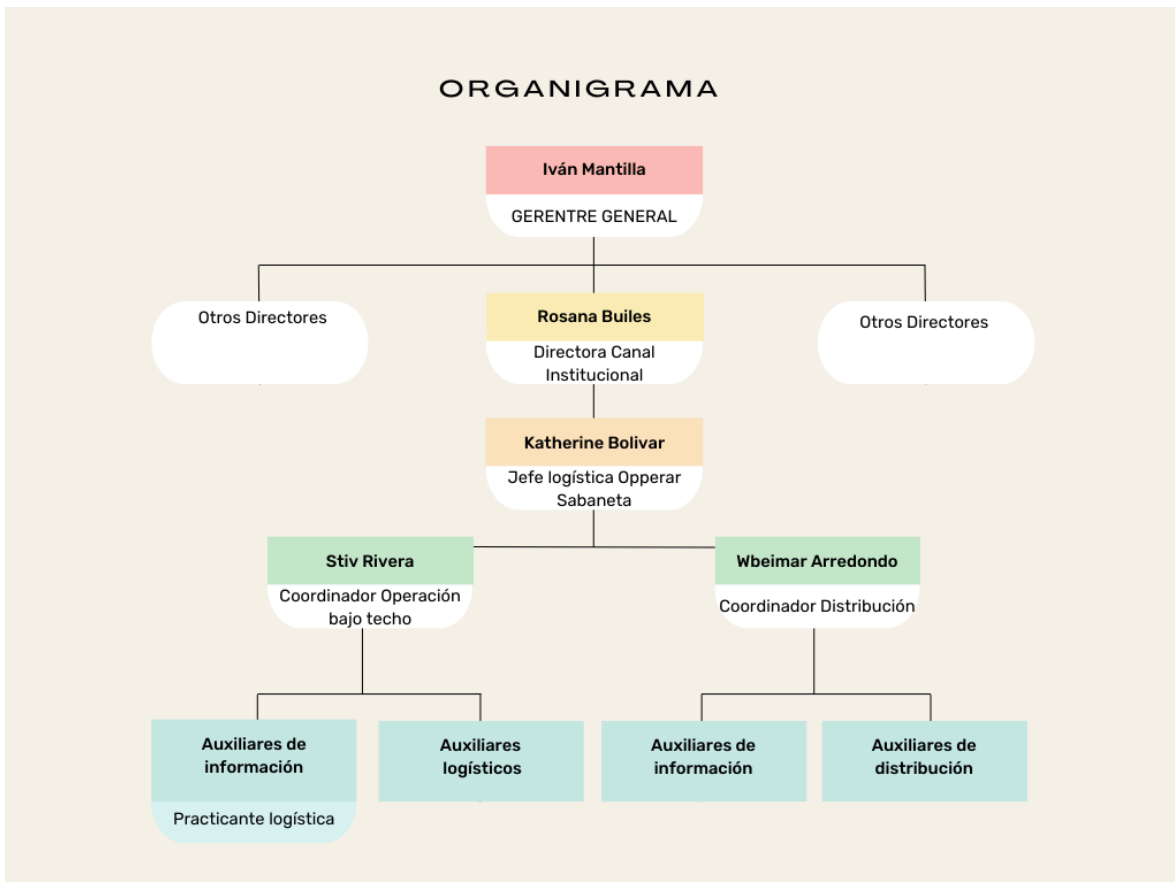 ORGANIGRAMA
Iván Mantilla
GERENTRE GENERAL
Otros Directores
Rosana Builes
Directora Canal
Institucional
Otros Directores
Katherine Bolivar
Jefe logística Opperar
Sabaneta
Stiv Rivera
Coordinador Operación
bajo techo
Wbeimar Arredondo
Coordinador Distribución
Auxiliares de
información
Practicante logística
Auxiliares
logísticos
Auxiliares de
información
Auxiliares de
distribución